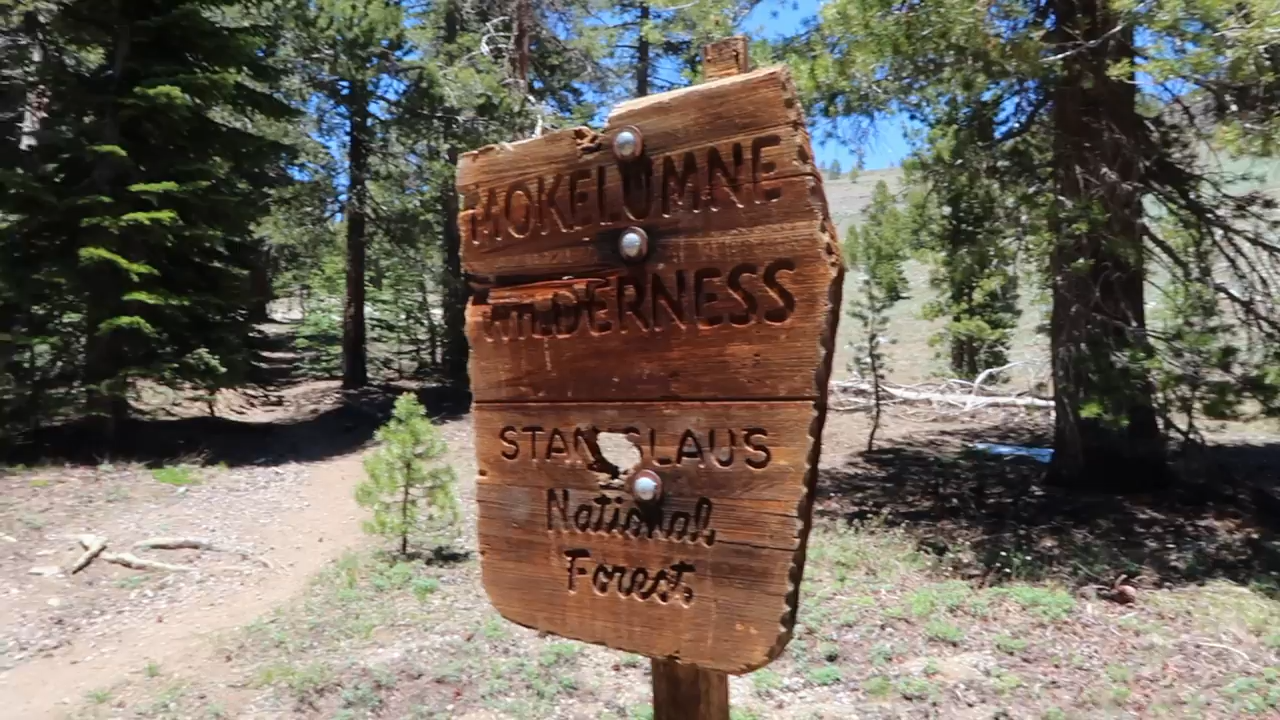 MOKELUMNE
WILDERNESS
STANISLAUS
National
Forest